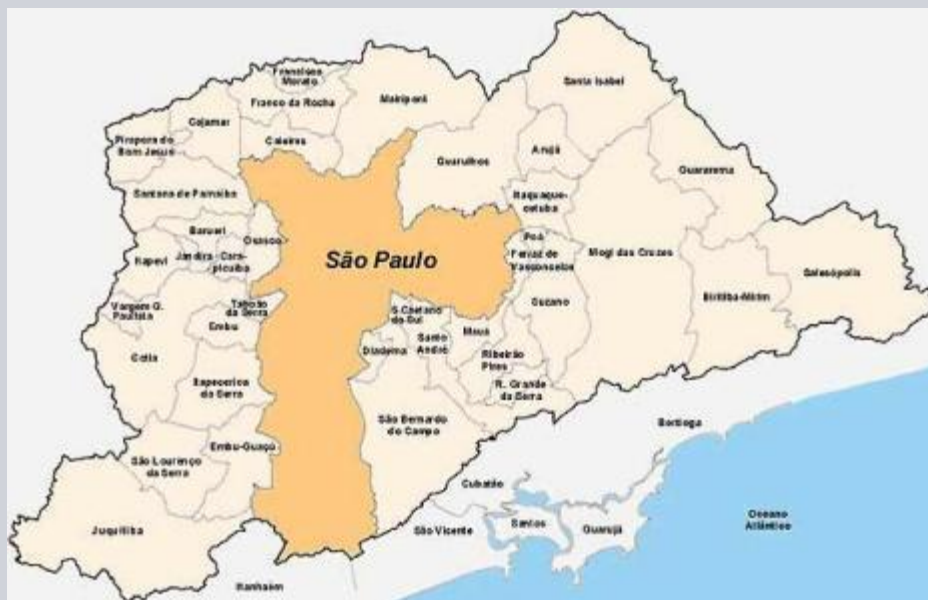 Francisco
Morato
Santa Isabel
Franco da Rocha
Mairiporã
Cajamar
Pirapora do
Bom Jesus
Caieiras
Guarulhos
Arujá
Guararema
Santana de Parnaíba
Itaquaque-
cetuba
Barueri
Osasco
Poá
Itapevi
Jandira
Cara-
picuíba
São Paulo
Ferraz de
Vasconcelos
Mogi das Cruzes
Salesópolis
Vargem G.
Paulista
Taboão
da Serra
Suzano
Biritiba-Mirim
Embu
S.Caetano
do Sul
Mauá
Cotia
Diadema
Santo
André
Ribeirão
Pires
Itapecerica
da Serra
R. Grande
da Serra
São Bernardo
do Campo
Bertioga
Embu-Guaçu
São Lourenço
da Serra
Cubatão
Juquitiba
São Vicente
Santos
Guarujá
Oceano
Atlântico
Itanhaém